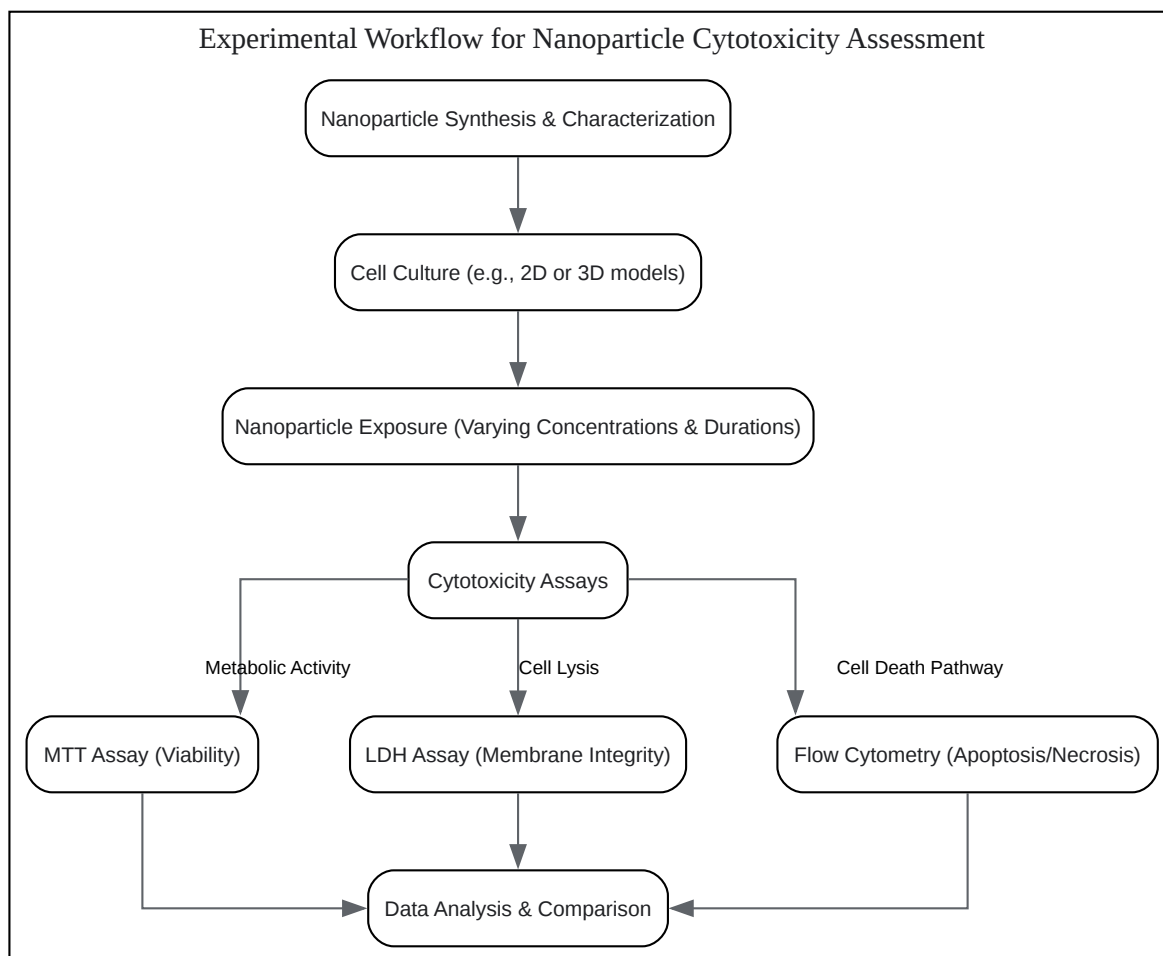 Experimental Workflow for Nanoparticle Cytotoxicity Assessment
Nanoparticle Synthesis & Characterization
Cell Culture (e.g., 2D or 3D models)
Nanoparticle Exposure (Varying Concentrations & Durations)
Cytotoxicity Assays
Metabolic Activity
Cell Lysis
Cell Death Pathway
MTT Assay (Viability)
LDH Assay (Membrane Integrity)
Flow Cytometry (Apoptosis/Necrosis)
Data Analysis & Comparison